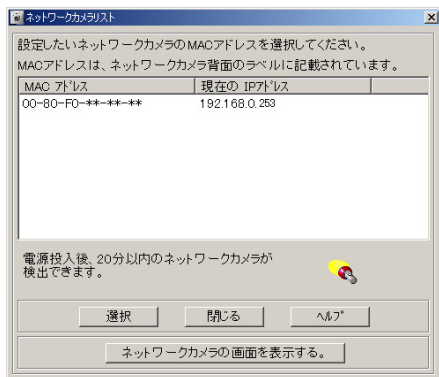 ネットワークカメラリスト
設定したいネットワークカメラのMACアドレスを選択してください。
MACアドレスは、ネットワークカメラ背面のラベルに記載されています。
MAC アドレス 現在の IPアドレス
00-80-F0-**-**-** 192.168.0.253
電源投入後、20分以内のネットワークカメラが
検出できます。
選択 閉じる ヘルプ
ネットワークカメラの画面を表示する。